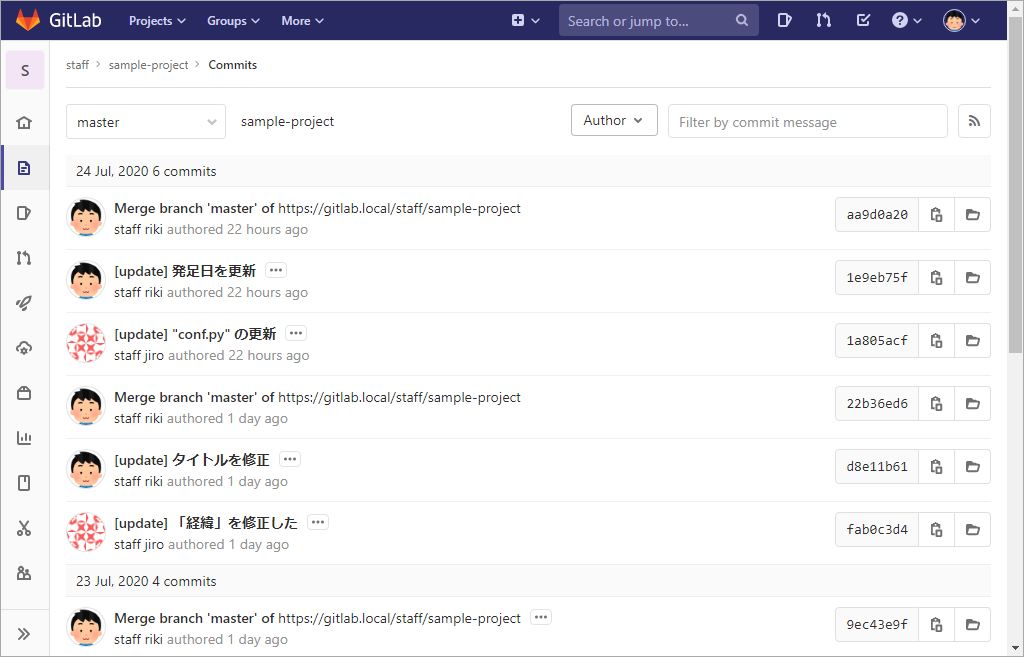 GitLab Projects Groups More Search or jump to...
S
staff > sample-project > Commits
master sample-project Author Filter by commit message
24 Jul, 2020 6 commits
Merge branch 'master' of https://gitlab.local/staff/sample-project
staff riki authored 22 hours ago
aa9d0a20
[update] 発足日を更新
staff riki authored 22 hours ago
1e9eb75f
[update] "conf.py" の更新
staff jiro authored 22 hours ago
1a805acf
Merge branch 'master' of https://gitlab.local/staff/sample-project
staff riki authored 1 day ago
22b36ed6
[update] タイトルを修正
staff riki authored 1 day ago
d8e11b61
[update] 「経緯」を修正した
staff jiro authored 1 day ago
fab0c3d4
23 Jul, 2020 4 commits
Merge branch 'master' of https://gitlab.local/staff/sample-project
staff riki authored 1 day ago
9ec43e9f